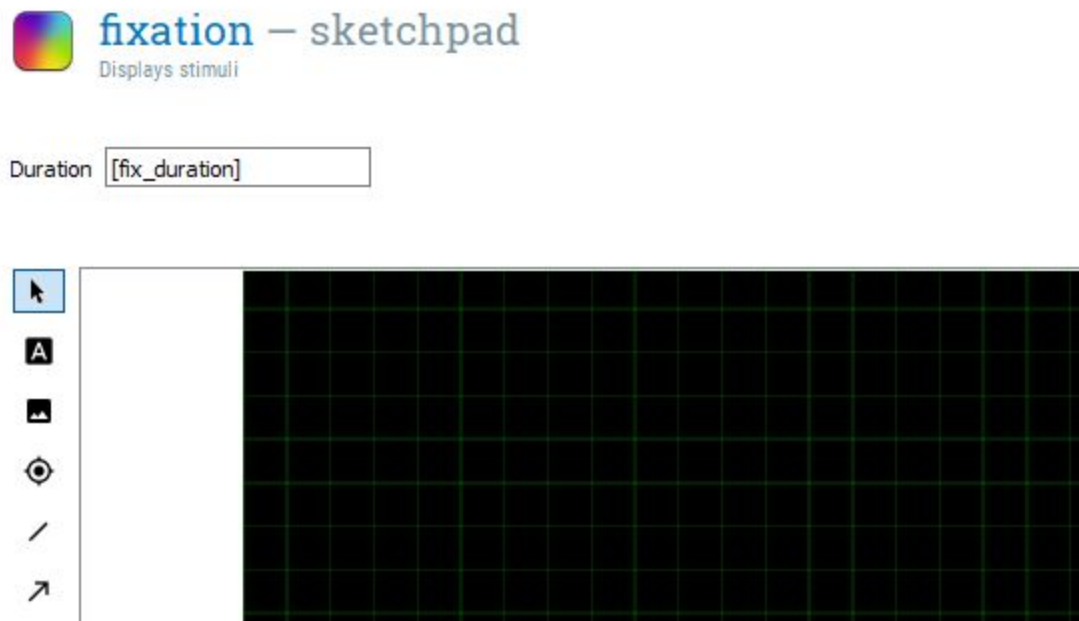 fixation — sketchpad
Displays stimuli
Duration [fix_duration]
A